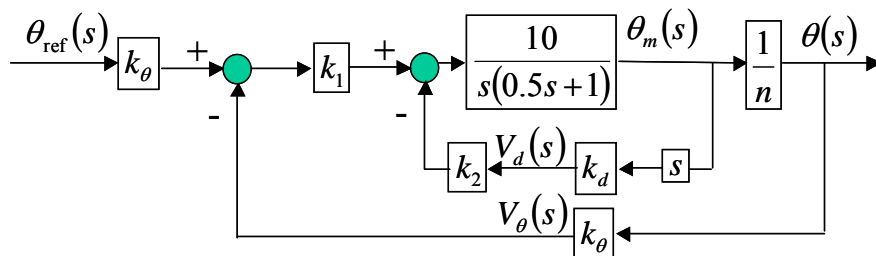 θref(s)
kθ
+
-
k1
+
-
10
s(0.5s+1)
θm(s)
1
n
θ(s)
k2
Vd(s)
kd
s
Vθ(s)
kθ